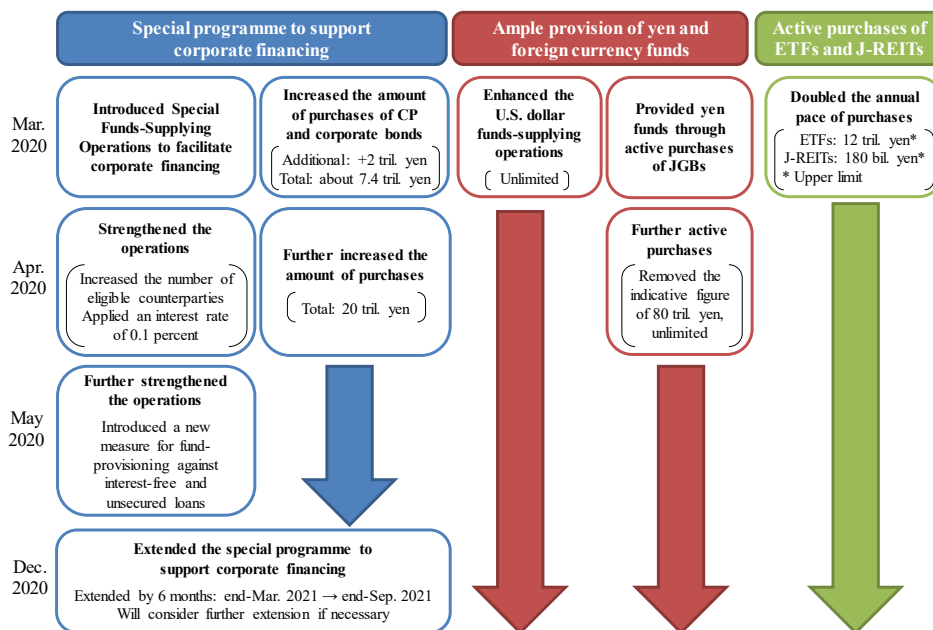 Special programme to support
corporate financing
Ample provision of yen and
foreign currency funds
Active purchases of
ETFs and J-REITs
Mar.
2020
Introduced Special
Funds-Supplying
Operations to facilitate
corporate financing
Increased the amount
of purchases of CP
and corporate bonds
Additional: +2 tril. yen
Total: about 7.4 tril. yen
Enhanced the
U.S. dollar
funds-supplying
operations
Unlimited
Provided yen
funds through
active purchases
of JGBs
Doubled the annual
pace of purchases
ETFs: 12 tril. yen*
J-REITs: 180 bil. yen*
* Upper limit
Apr.
2020
Strengthened the
operations
Increased the number of
eligible counterparties
Applied an interest rate
of 0.1 percent
Further increased the
amount of purchases
Total: 20 tril. yen
Further active
purchases
Removed the
indicative figure
of 80 tril. yen,
unlimited
May
2020
Further strengthened
the operations
Introduced a new
measure for fund-
provisioning against
interest-free and
unsecured loans
Dec.
2020
Extended the special programme to
support corporate financing
Extended by 6 months: end-Mar. 2021 → end-Sep. 2021
Will consider further extension if necessary